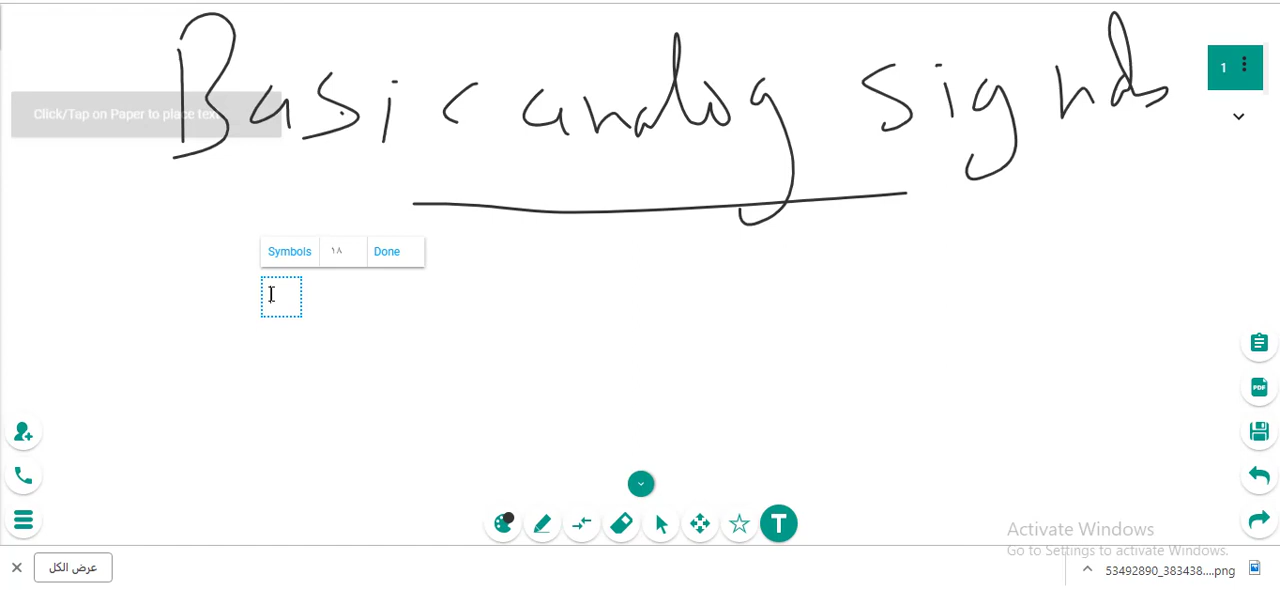 Basic analog signals
1
Click/Tap on Paper to place text
Symbols ١٨ Done
PDF
T
Activate Windows
Go to Settings to activate Windows.
عرض الكل
53492890_383438....png